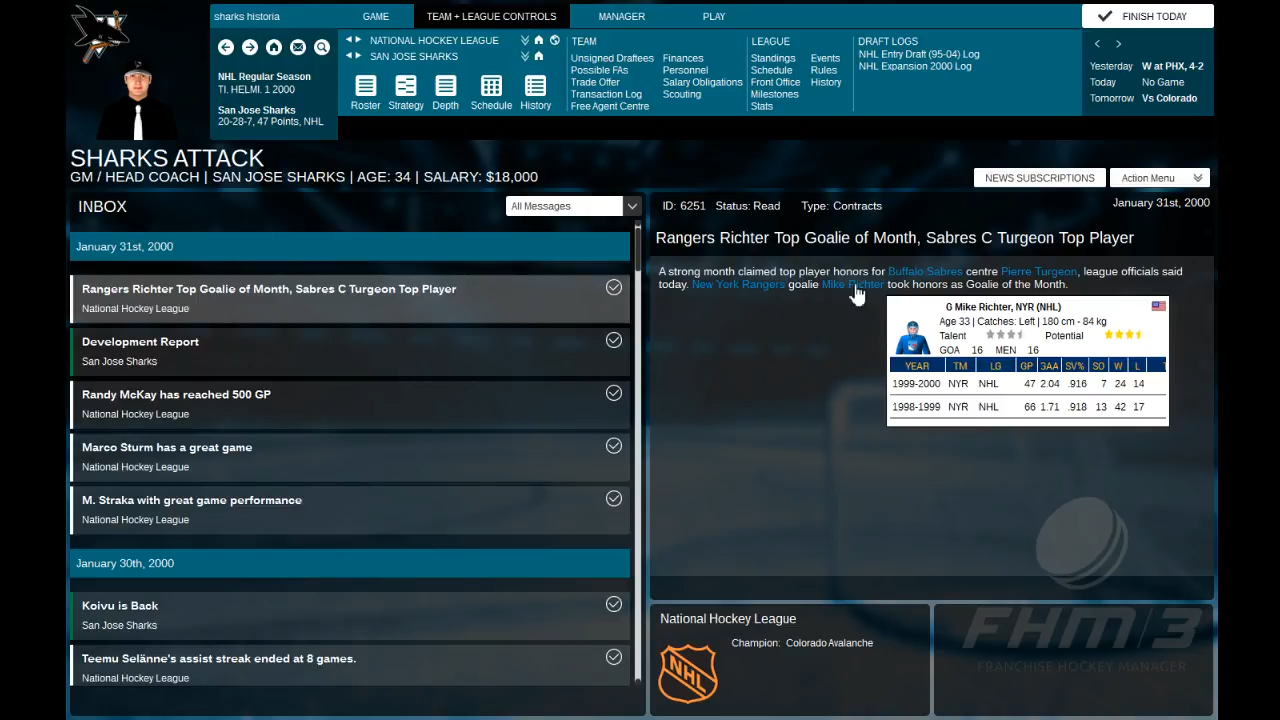 sharks historia
GAME
TEAM + LEAGUE CONTROLS
MANAGER
PLAY
FINISH TODAY
NHL Regular Season
TI. HELMI. 1 2000
San Jose Sharks
20-28-7, 47 Points, NHL
NATIONAL HOCKEY LEAGUE
SAN JOSE SHARKS
Roster
Strategy
Depth
Schedule
History
TEAM
Unsigned Draftees
Possible FAs
Trade Offer
Transaction Log
Free Agent Centre
Finances
Personnel
Salary Obligations
Scouting
LEAGUE
Standings
Schedule
Front Office
Milestones
Stats
Events
Rules
History
DRAFT LOGS
NHL Entry Draft (95-04) Log
NHL Expansion 2000 Log
Yesterday W at PHX, 4-2
Today No Game
Tomorrow Vs Colorado
SHARKS ATTACK
GM / HEAD COACH | SAN JOSE SHARKS | AGE: 34 | SALARY: $18,000
NEWS SUBSCRIPTIONS
Action Menu
INBOX
All Messages
January 31st, 2000
Rangers Richter Top Goalie of Month, Sabres C Turgeon Top Player
National Hockey League
Development Report
San Jose Sharks
Randy McKay has reached 500 GP
National Hockey League
Marco Sturm has a great game
National Hockey League
M. Straka with great game performance
National Hockey League
January 30th, 2000
Koivu is Back
San Jose Sharks
Teemu Selänne's assist streak ended at 8 games.
National Hockey League
ID: 6251 Status: Read Type: Contracts
January 31st, 2000
Rangers Richter Top Goalie of Month, Sabres C Turgeon Top Player
A strong month claimed top player honors for Buffalo Sabres centre Pierre Turgeon, league officials said
today. New York Rangers goalie Mike Richter took honors as Goalie of the Month.
G Mike Richter, NYR (NHL)
Age 33 | Catches: Left | 180 cm - 84 kg
Talent Potential
GOA 16 MEN 16
YEAR TM LG GP GAA SV% SO W L
1999-2000 NYR NHL 47 2.04 .916 7 24 14
1998-1999 NYR NHL 66 1.71 .918 13 42 17
National Hockey League
Champion: Colorado Avalanche
NHL
FHM/3
FRANCHISE HOCKEY MANAGER